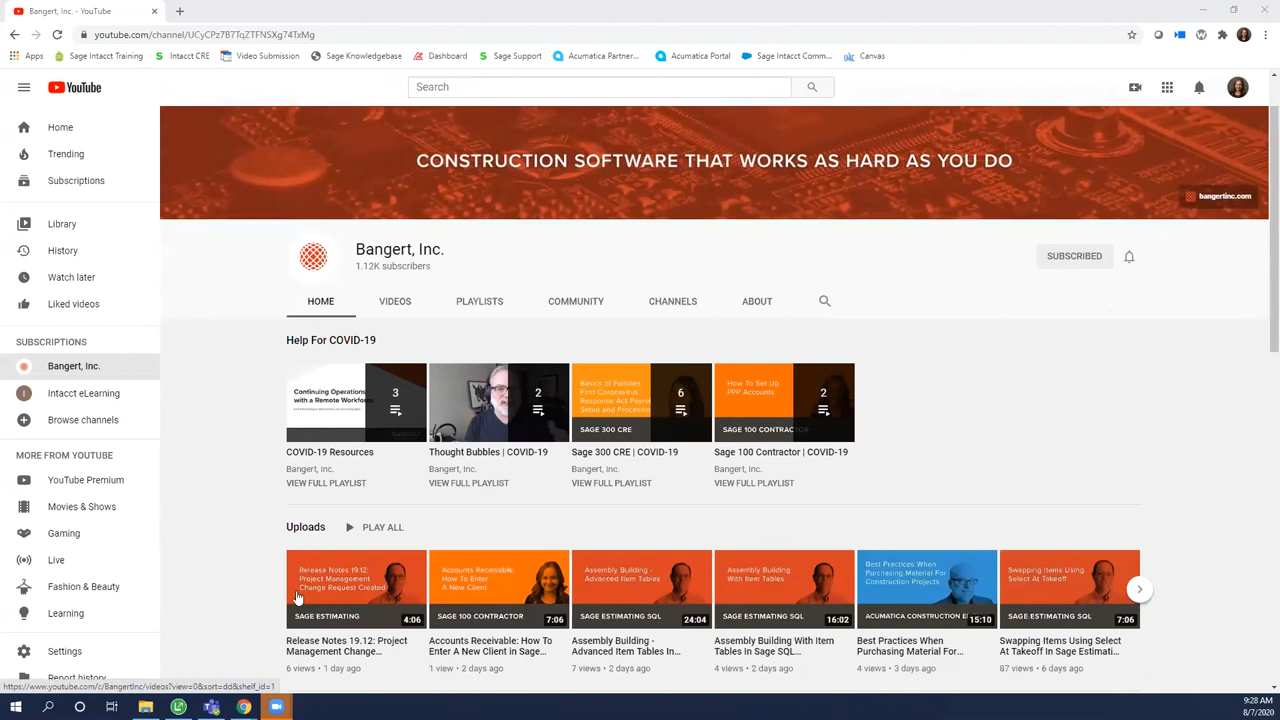 Bangert, Inc. - YouTube
youtube.com/channel/UCyCPz7B7TqZTFNSXg74TxMg
Apps
Sage Intacct Training
Intacct CRE
Video Submission
Sage Knowledgebase
Dashboard
Sage Support
Acumatica Partner...
Acumatica Portal
Sage Intacct Comm...
Canvas
YouTube
Search
Home
Trending
Subscriptions
Library
History
Watch later
Liked videos
SUBSCRIPTIONS
Bangert, Inc.
Intacct eLearning
Browse channels
MORE FROM YOUTUBE
YouTube Premium
Movies & Shows
Gaming
Live
Fashion & Beauty
Learning
Settings
Report history
CONSTRUCTION SOFTWARE THAT WORKS AS HARD AS YOU DO
bangertinc.com
Bangert, Inc.
1.12K subscribers
SUBSCRIBED
HOME
VIDEOS
PLAYLISTS
COMMUNITY
CHANNELS
ABOUT
Help For COVID-19
Continuing Operations
with a Remote Workforce
3
2
Basics of Families
First Coronavirus
Response Act Payroll
Setup and Processing
SAGE 300 CRE
6
How To Set Up
PPP Accounts
SAGE 100 CONTRACTOR
2
COVID-19 Resources
Bangert, Inc.
VIEW FULL PLAYLIST
Thought Bubbles | COVID-19
Bangert, Inc.
VIEW FULL PLAYLIST
Sage 300 CRE | COVID-19
Bangert, Inc.
VIEW FULL PLAYLIST
Sage 100 Contractor | COVID-19
Bangert, Inc.
VIEW FULL PLAYLIST
Uploads
PLAY ALL
Release Notes 19.12:
Project Management
Change Request Created
SAGE ESTIMATING
4:06
Accounts Receivable:
How To Enter
A New Client
SAGE 100 CONTRACTOR
7:06
Assembly Building -
Advanced Item Tables
SAGE ESTIMATING SQL
24:04
Assembly Building
With Item Tables
SAGE ESTIMATING SQL
16:02
Best Practices When
Purchasing Material For
Construction Projects
ACUMATICA CONSTRUCTION E
15:10
Swapping Items Using
Select At Takeoff
SAGE ESTIMATING SQL
7:06
Release Notes 19.12: Project
Management Change...
6 views • 1 day ago
Accounts Receivable: How To
Enter A New Client in Sage...
1 view • 2 days ago
Assembly Building -
Advanced Item Tables In...
7 views • 2 days ago
Assembly Building With Item
Tables In Sage SQL...
4 views • 2 days ago
Best Practices When
Purchasing Material For...
4 views • 3 days ago
Swapping Items Using Select
At Takeoff In Sage Estimati...
87 views • 6 days ago
https://www.youtube.com/c/BangertInc/videos?view=0&sort=dd&shelf_id=1
9:28 AM
8/7/2020